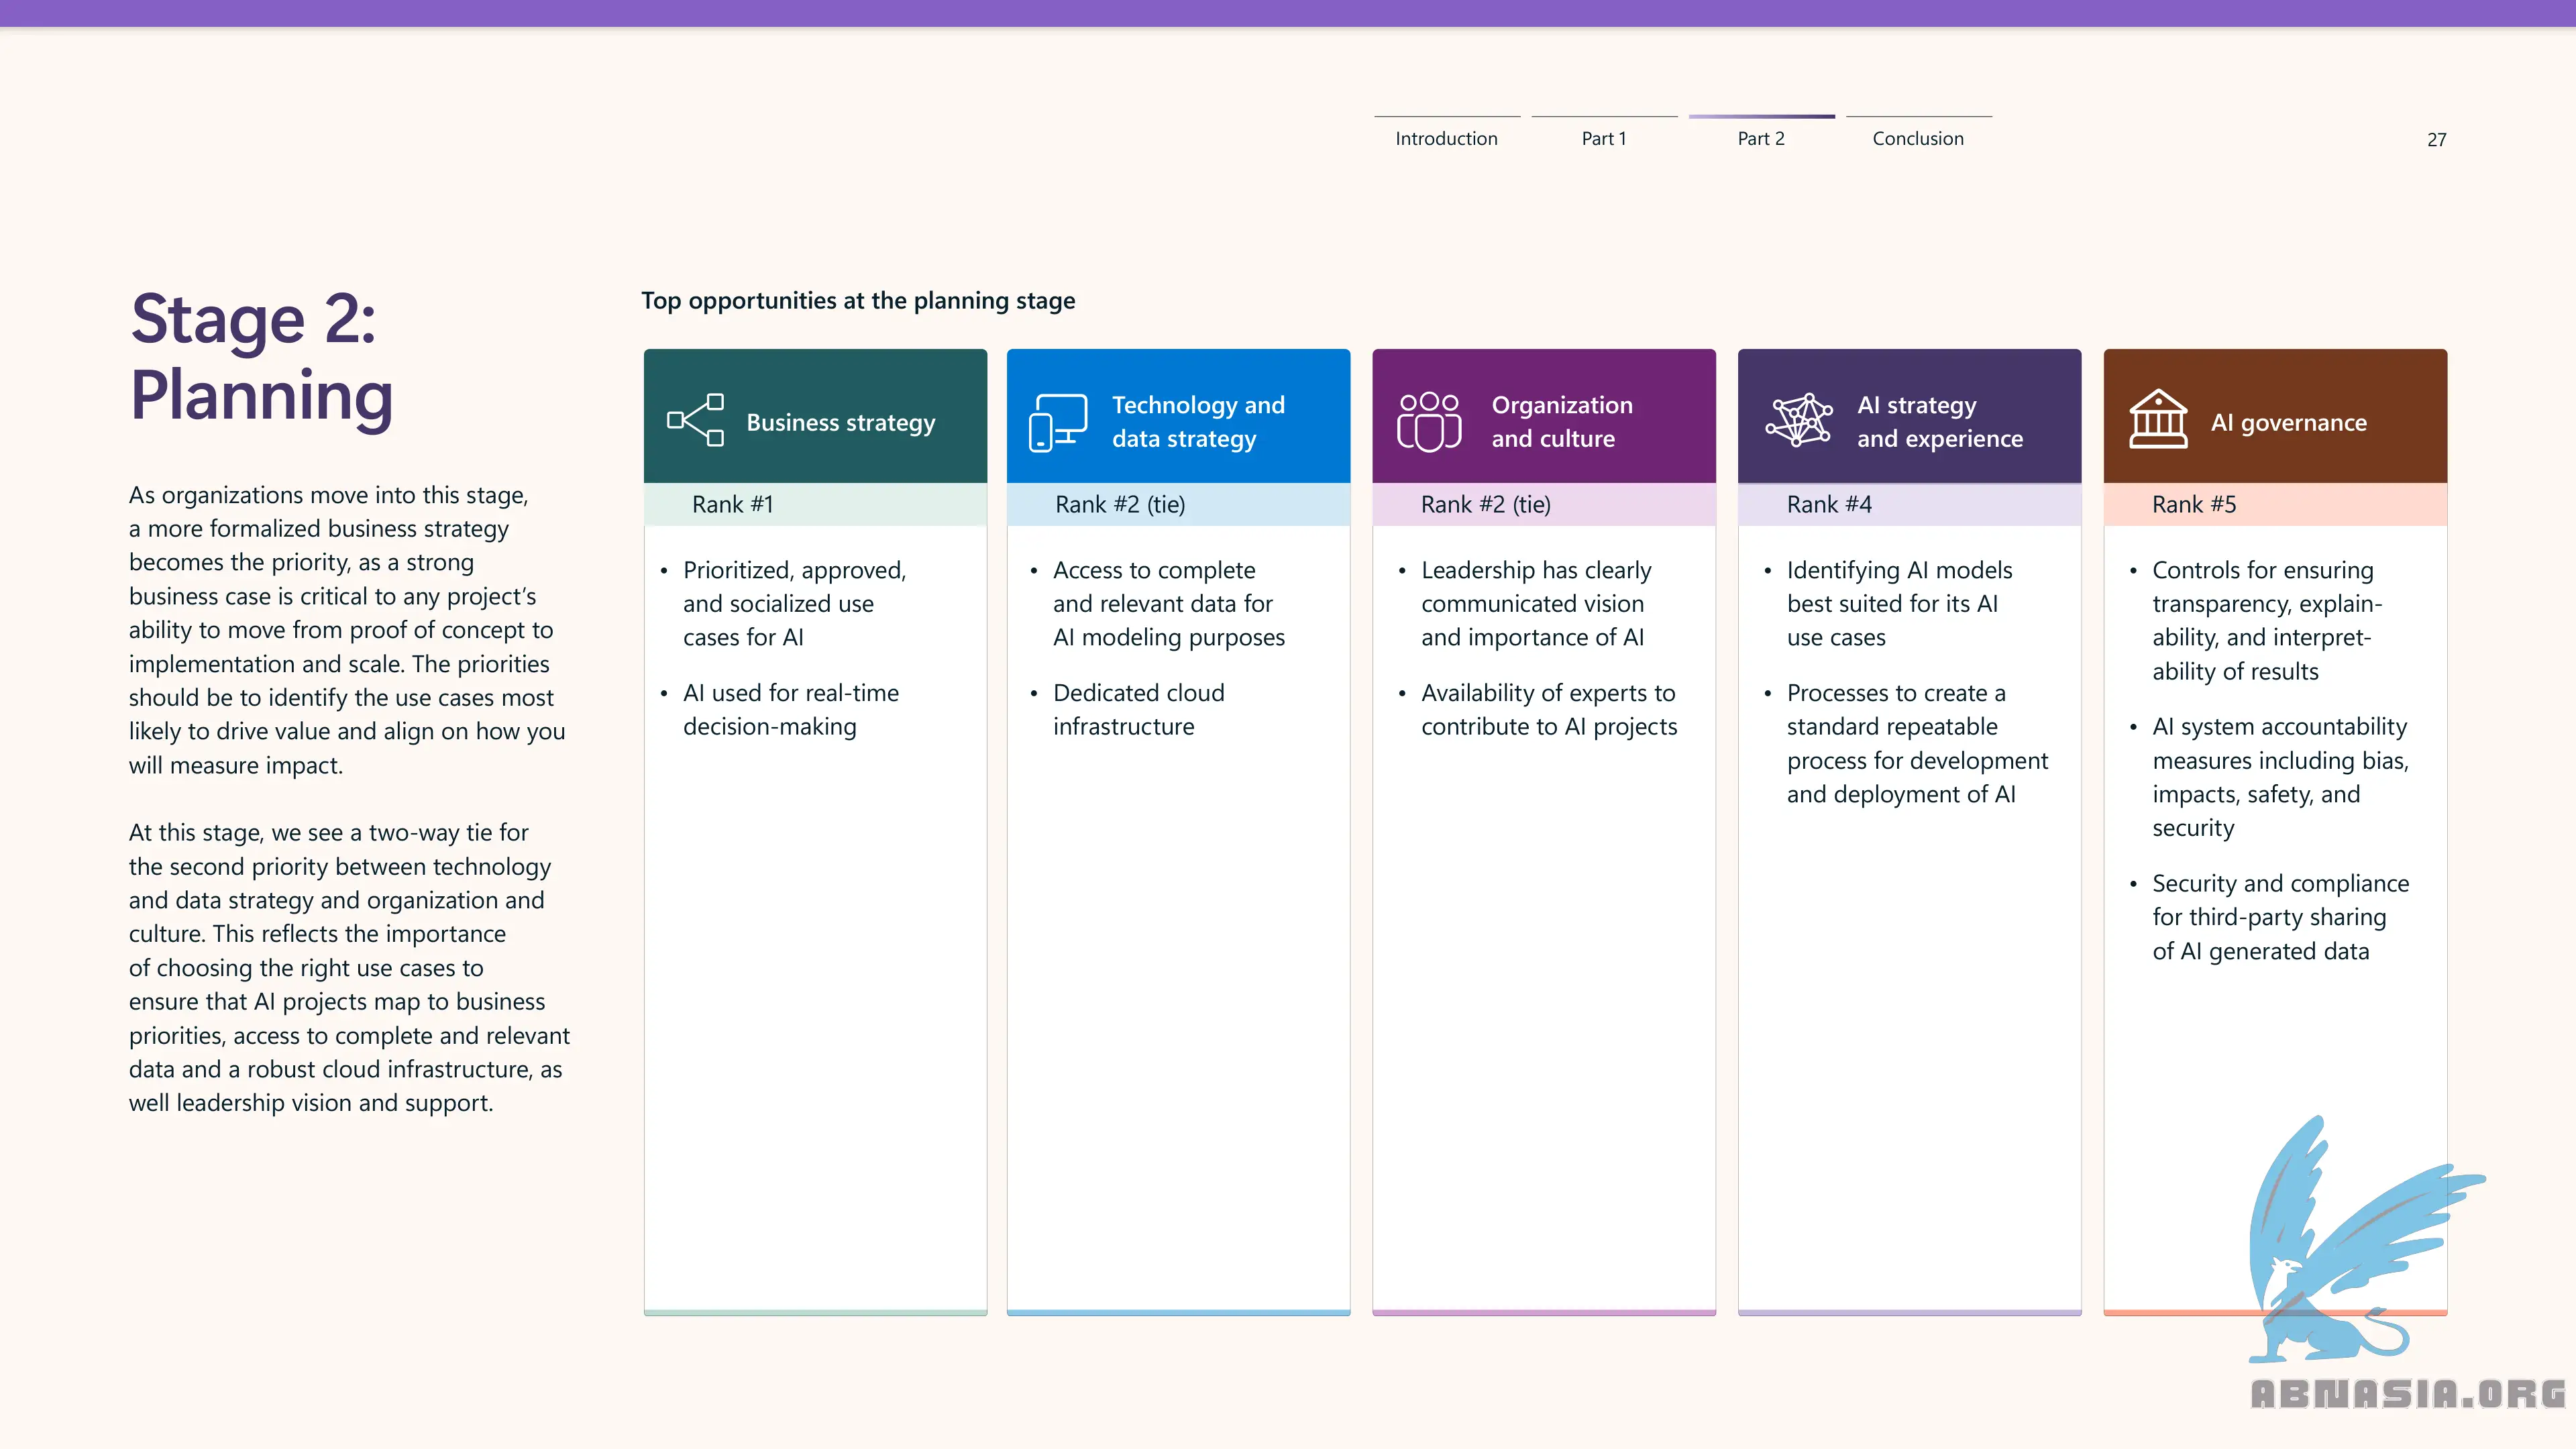 Introduction
Part 1
Part 2
Conclusion
27
Stage 2:
Planning
As organizations move into this stage,
a more formalized business strategy
becomes the priority, as a strong
business case is critical to any project’s
ability to move from proof of concept to
implementation and scale. The priorities
should be to identify the use cases most
likely to drive value and align on how you
will measure impact.
At this stage, we see a two-way tie for
the second priority between technology
and data strategy and organization and
culture. This reflects the importance
of choosing the right use cases to
ensure that AI projects map to business
priorities, access to complete and relevant
data and a robust cloud infrastructure, as
well leadership vision and support.
Top opportunities at the planning stage
Business strategy
Rank #1
• Prioritized, approved,
and socialized use
cases for AI
• AI used for real-time
decision-making
Technology and
data strategy
Rank #2 (tie)
• Access to complete
and relevant data for
AI modeling purposes
• Dedicated cloud
infrastructure
Organization
and culture
Rank #2 (tie)
• Leadership has clearly
communicated vision
and importance of AI
• Availability of experts to
contribute to AI projects
AI strategy
and experience
Rank #4
• Identifying AI models
best suited for its AI
use cases
• Processes to create a
standard repeatable
process for development
and deployment of AI
AI governance
Rank #5
• Controls for ensuring
transparency, explain-
ability, and interpret-
ability of results
• AI system accountability
measures including bias,
impacts, safety, and
security
• Security and compliance
for third-party sharing
of AI generated data
ABNASIA.ORG